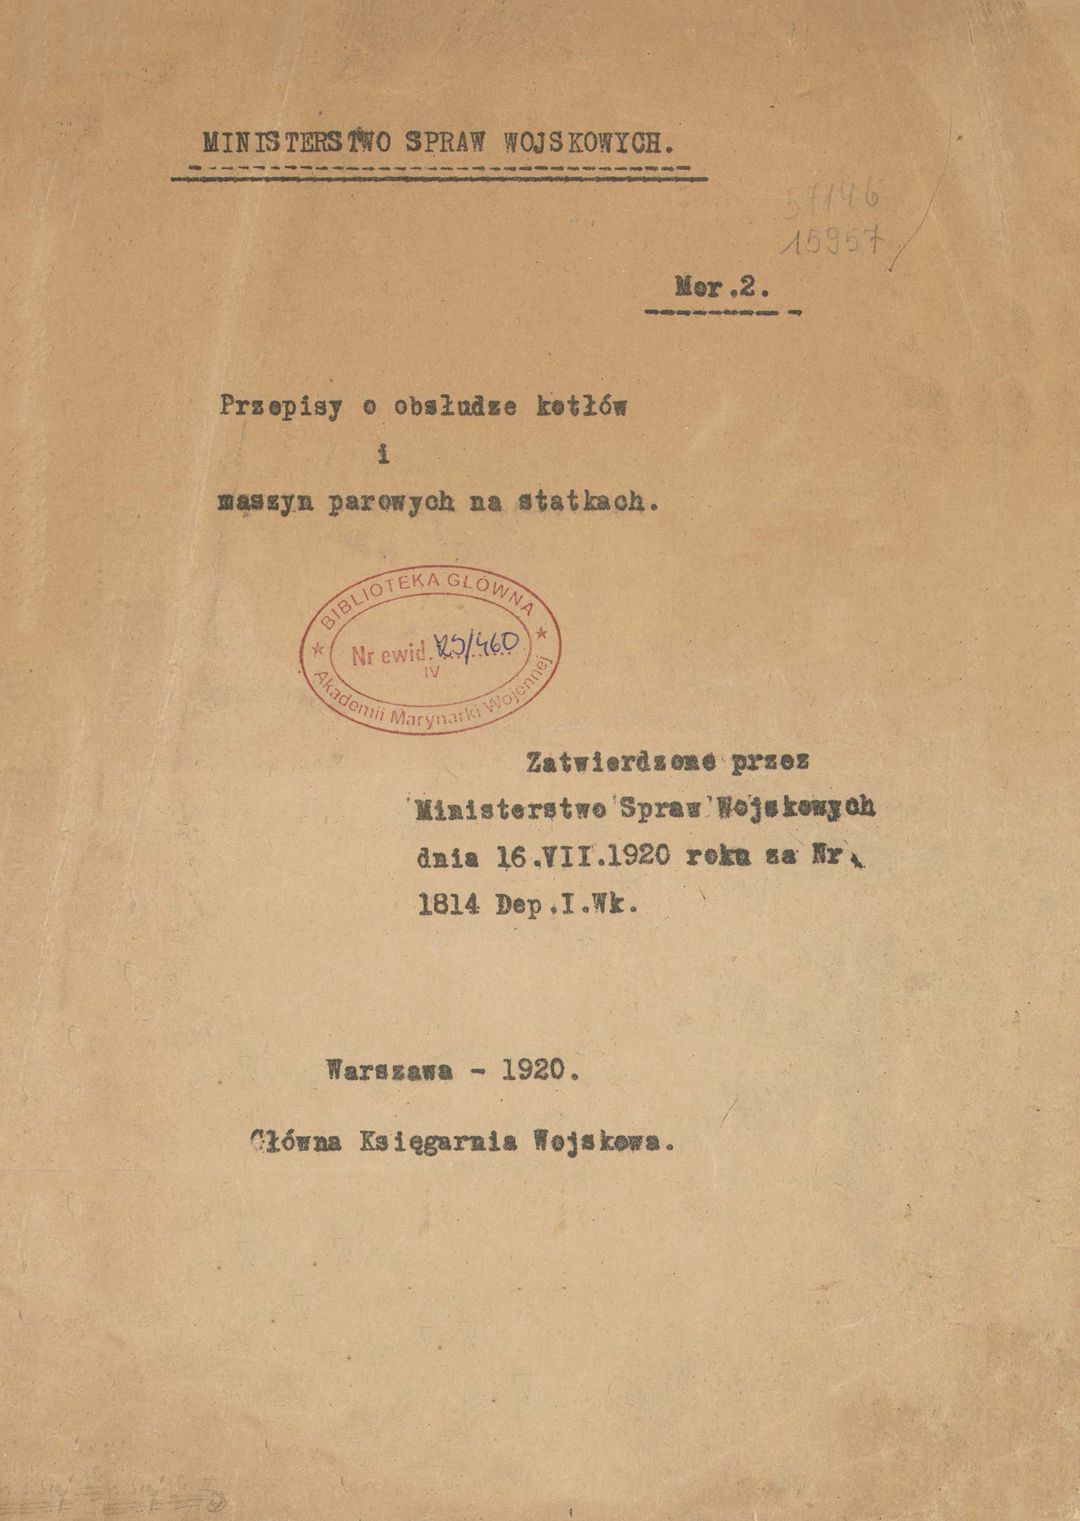 MINISTERSTWO SPRAW WOJSKOWYCH.
57146
15957
Mor.2.
Przepisy o obsłudze kotłów
i
maszyn parowych na statkach.
BIBLIOTEKA GŁÓWNA
Nr ewid. /460
IV
Akademii Marynarki Wojennej
Zatwierdzone przez
Ministerstwo Spraw Wojskowych
dnia 16.VII.1920 roku za Nr
1814 Dep.I.Wk.
Warszawa - 1920.
Główna Księgarnia Wojskowa.